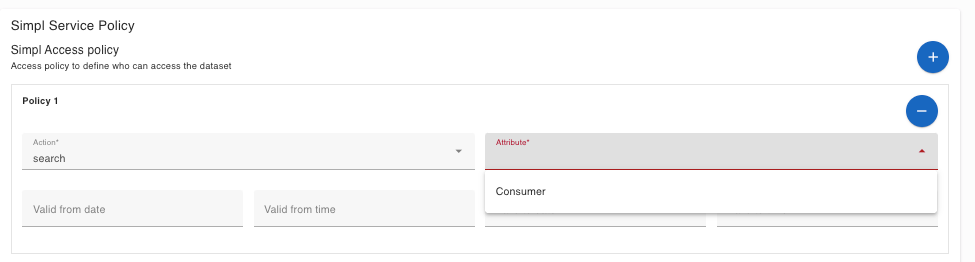 Simpl Service Policy
Simpl Access policy
Access policy to define who can access the dataset
Policy 1
Action*
search
Attribute*
Consumer
Valid from date
Valid from time